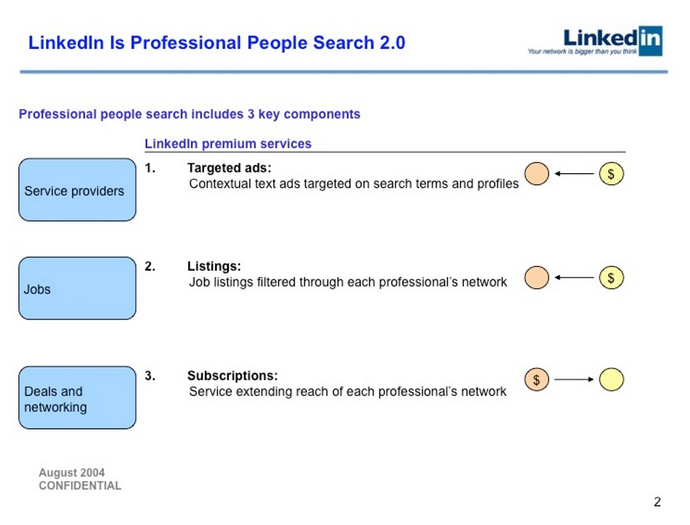 LinkedIn Is Professional People Search 2.0
Linked in
Your network is bigger than you think
Professional people search includes 3 key components
LinkedIn premium services
Service providers
1. Targeted ads:
Contextual text ads targeted on search terms and profiles
$
Jobs
2. Listings:
Job listings filtered through each professional's network
$
Deals and
networking
3. Subscriptions:
Service extending reach of each professional's network
$
August 2004
CONFIDENTIAL
2